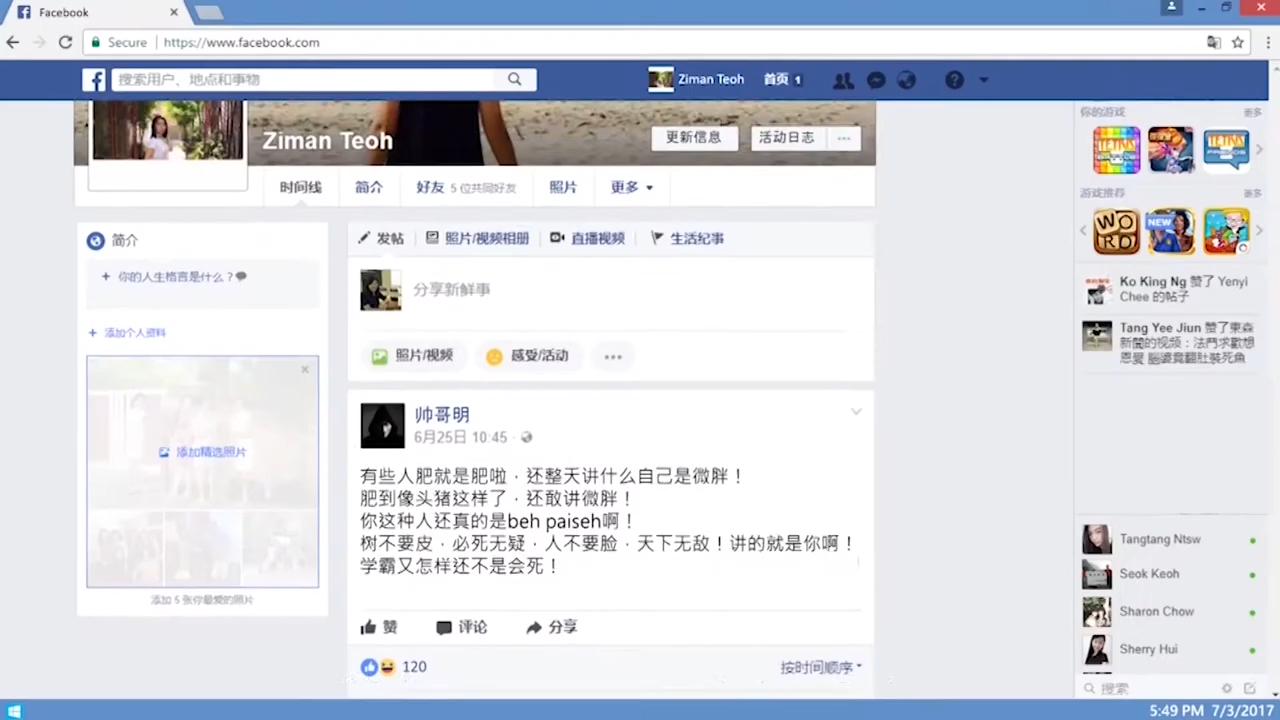 Facebook
Secure
https://www.facebook.com
搜索用户、地点和事物
Ziman Teoh
首页 1
Ziman Teoh
更新信息
活动日志
时间线
简介
好友 5 位共同好友
照片
更多
简介
你的人生格言是什么？
添加个人资料
添加精选照片
添加 5 张你最爱的照片
发帖
照片/视频相册
直播视频
生活纪事
分享新鲜事
照片/视频
感受/活动
帅哥明
6月25日 10:45
有些人肥就是肥啦，还整天讲什么自己是微胖！
肥到像头猪这样了，还敢讲微胖！
你这种人还真的是beh paiseh啊！
树不要皮，必死无疑，人不要脸，天下无敌！讲的就是你啊！
学霸又怎样还不是会死！
赞
评论
分享
120
按时间顺序
你的游戏
更多
TETRIS
TETRIS
游戏推荐
更多
WORD
NEW
Ko King Ng 赞了 Yenyi
Chee 的帖子
Tang Yee Jiun 赞了東森
新聞的视频：法鬥求歡想
恩愛 腦婆竟翻肚裝死魚
Tangtang Ntsw
Seok Keoh
Sharon Chow
Sherry Hui
搜索
5:49 PM 7/3/2017